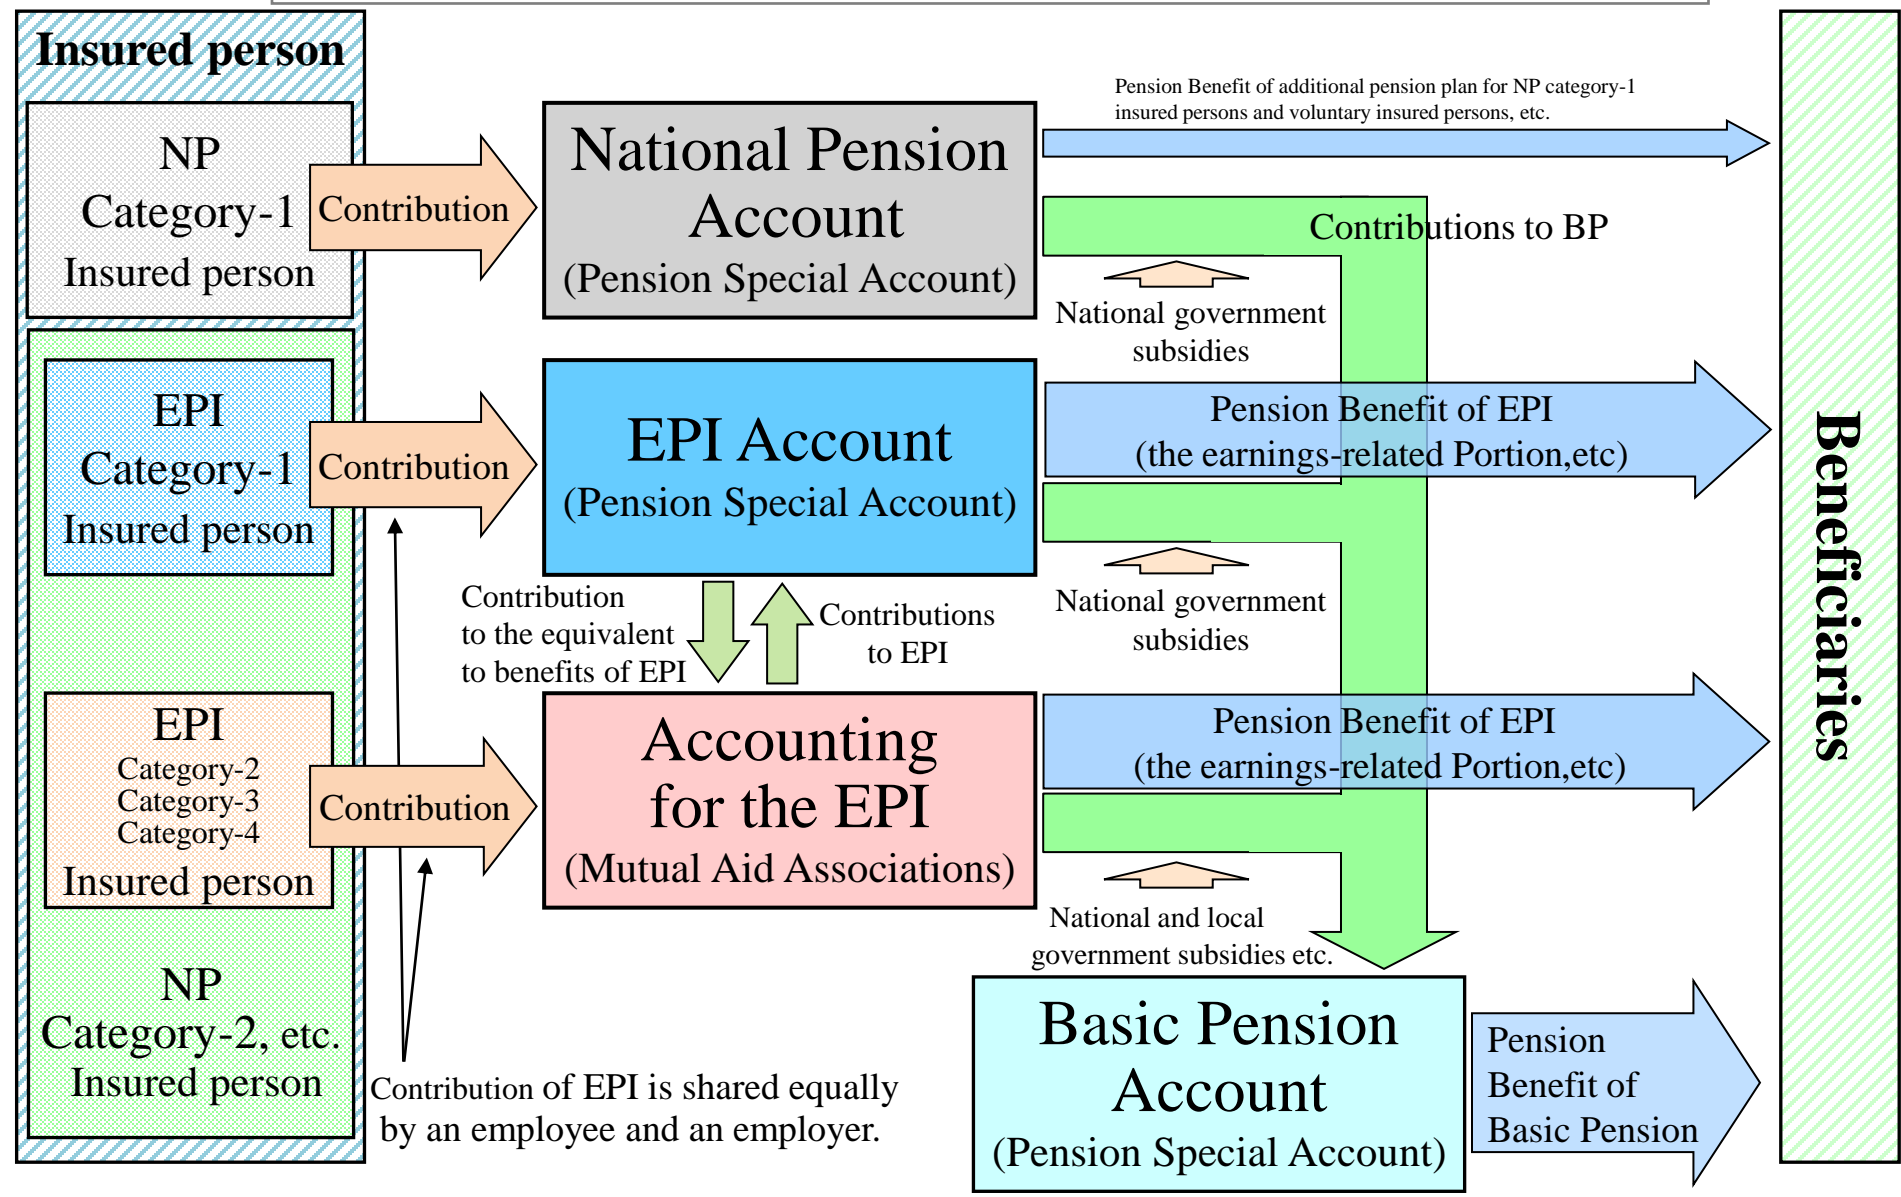 Insured person
NP
Category-1
Insured person
Contribution
National Pension
Account
(Pension Special Account)
Pension Benefit of additional pension plan for NP category-1
insured persons and voluntary insured persons, etc.
Contributions to BP
National government
subsidies
EPI
Category-1
Insured person
Contribution
EPI Account
(Pension Special Account)
Pension Benefit of EPI
(the earnings-related Portion,etc)
National government
subsidies
Contribution
to the equivalent
to benefits of EPI
Contributions
to EPI
EPI
Category-2
Category-3
Category-4
Insured person
Contribution
Accounting
for the EPI
(Mutual Aid Associations)
Pension Benefit of EPI
(the earnings-related Portion,etc)
National and local
government subsidies etc.
NP
Category-2, etc.
Insured person
Contribution of EPI is shared equally
by an employee and an employer.
Basic Pension
Account
(Pension Special Account)
Pension
Benefit of
Basic Pension
Beneficiaries